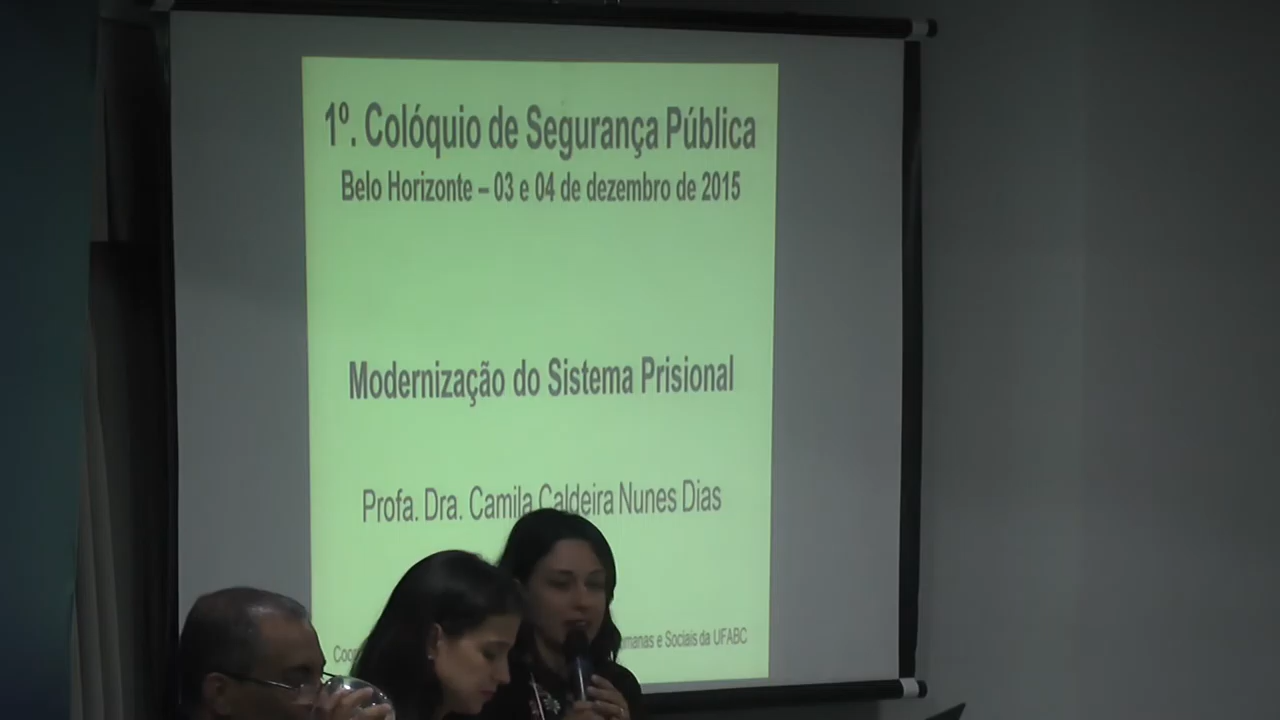 1º. Colóquio de Segurança Pública
Belo Horizonte – 03 e 04 de dezembro de 2015
Modernização do Sistema Prisional
Profa. Dra. Camila Caldeira Nunes Dias
e Sociais da UFABC